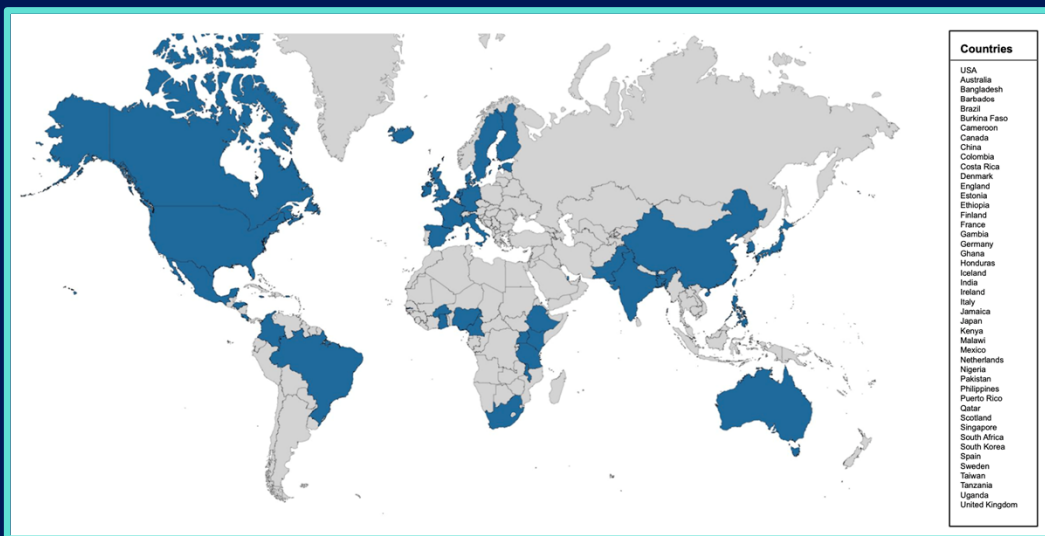 Countries
USA
Australia
Bangladesh
Barbados
Brazil
Burkina Faso
Cameroon
Canada
China
Colombia
Costa Rica
Denmark
England
Estonia
Ethiopia
Finland
France
Gambia
Germany
Ghana
Honduras
Iceland
India
Ireland
Italy
Jamaica
Japan
Kenya
Malawi
Mexico
Netherlands
Nigeria
Pakistan
Philippines
Puerto Rico
Qatar
Scotland
Singapore
South Africa
South Korea
Spain
Sweden
Taiwan
Tanzania
Uganda
United Kingdom